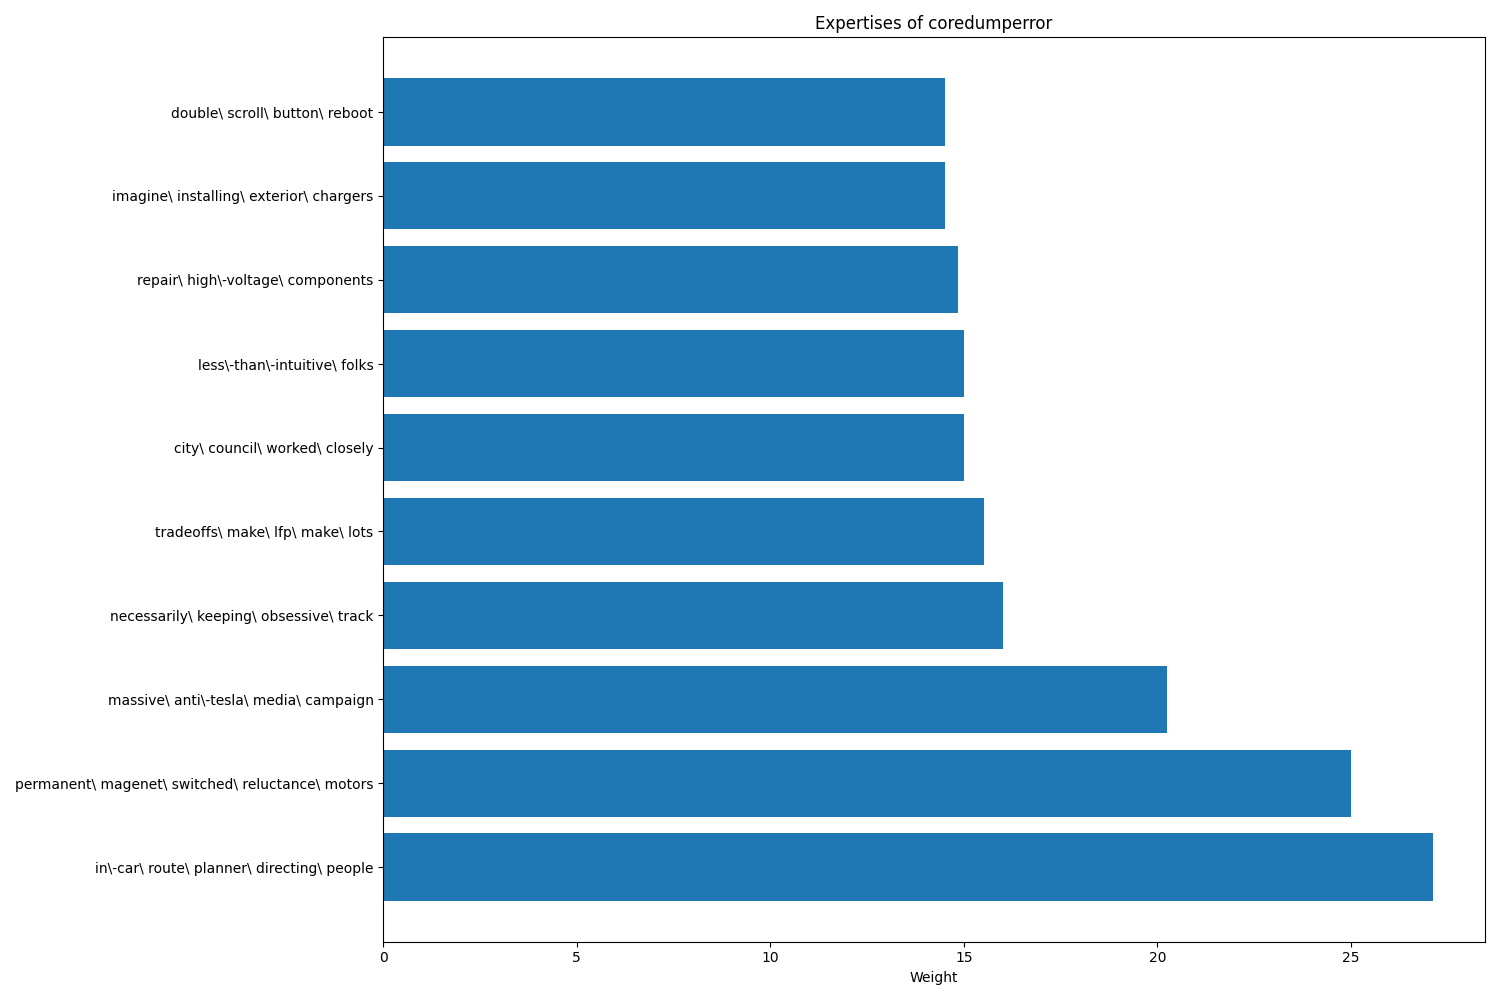 Expertises of coredumperror
double\ scroll\ button\ reboot
imagine\ installing\ exterior\ chargers
repair\ high\-voltage\ components
less\-than\-intuitive\ folks
city\ council\ worked\ closely
tradeoffs\ make\ lfp\ make\ lots
necessarily\ keeping\ obsessive\ track
massive\ anti\-tesla\ media\ campaign
permanent\ magenet\ switched\ reluctance\ motors
in\-car\ route\ planner\ directing\ people
0 5 10 15 20 25
Weight